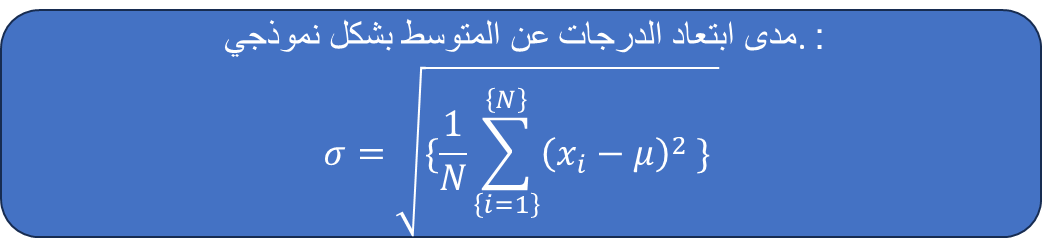 مدى ابتعاد الدرجات عن المتوسط بشكل نموذجي. :
σ = √{1/N ∑_{i=1}^{N} (x_i − μ)² }